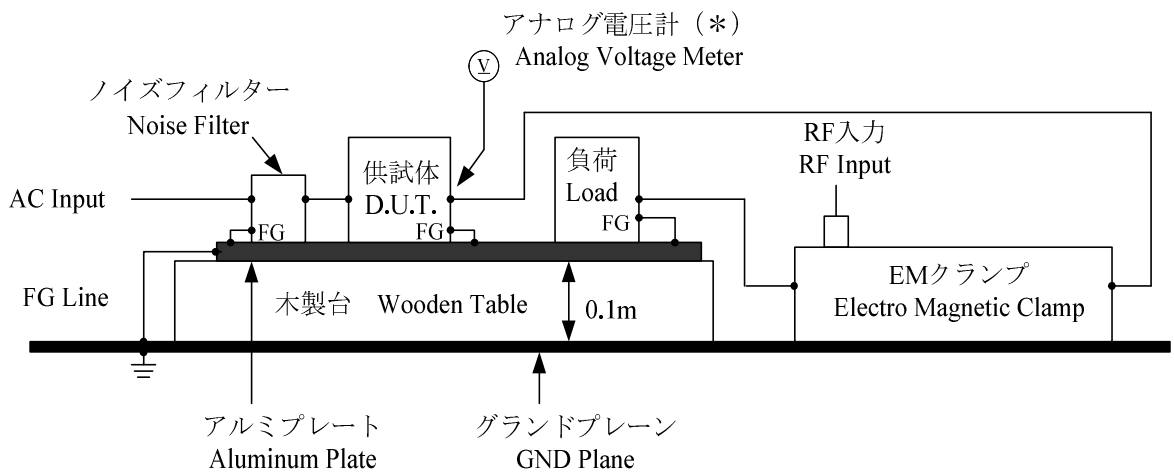 アナログ電圧計（＊）
Analog Voltage Meter
V
ノイズフィルター
Noise Filter
RF入力
RF Input
供試体
D.U.T.
負荷
Load
AC Input
FG
FG
FG
EMクランプ
Electro Magnetic Clamp
FG Line
木製台 Wooden Table
0.1m
アルミプレート
Aluminum Plate
グランドプレーン
GND Plane